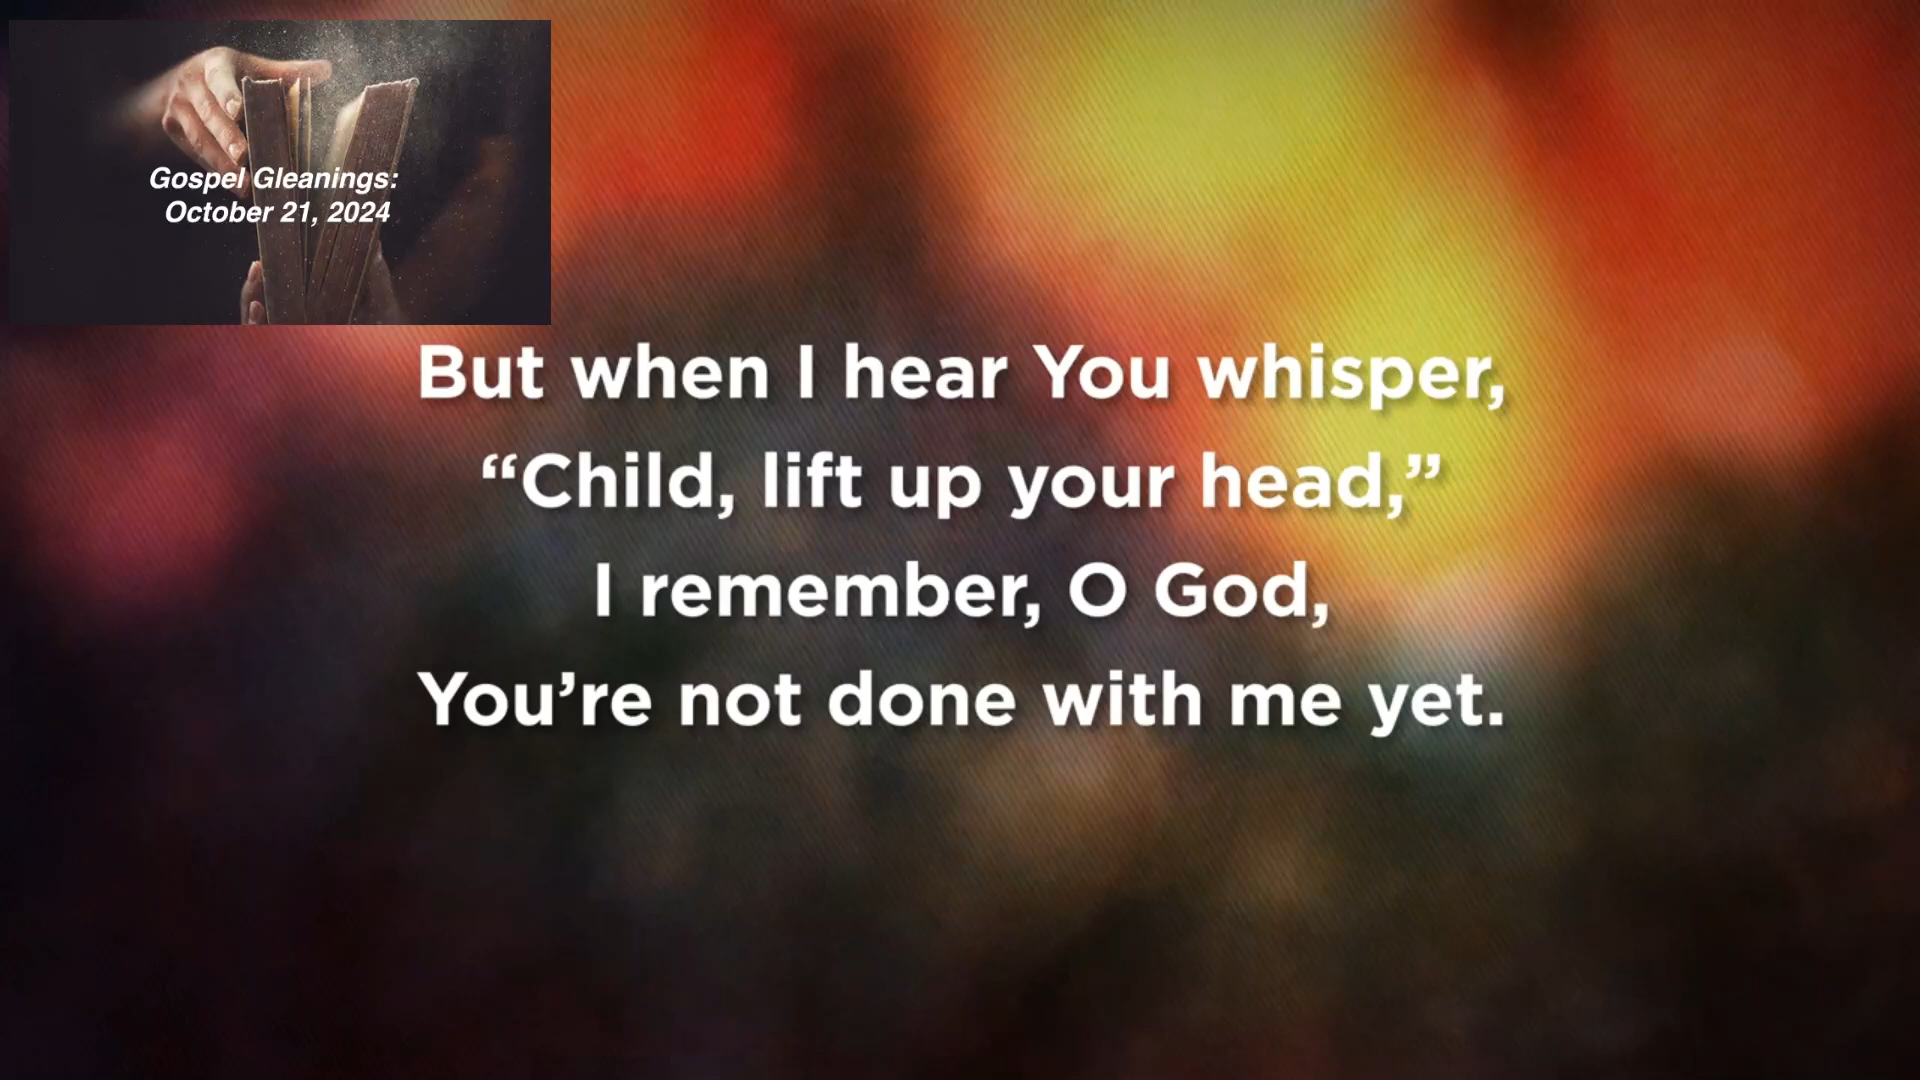 Gospel Gleanings:
October 21, 2024
But when I hear You whisper,
“Child, lift up your head,”
I remember, O God,
You’re not done with me yet.